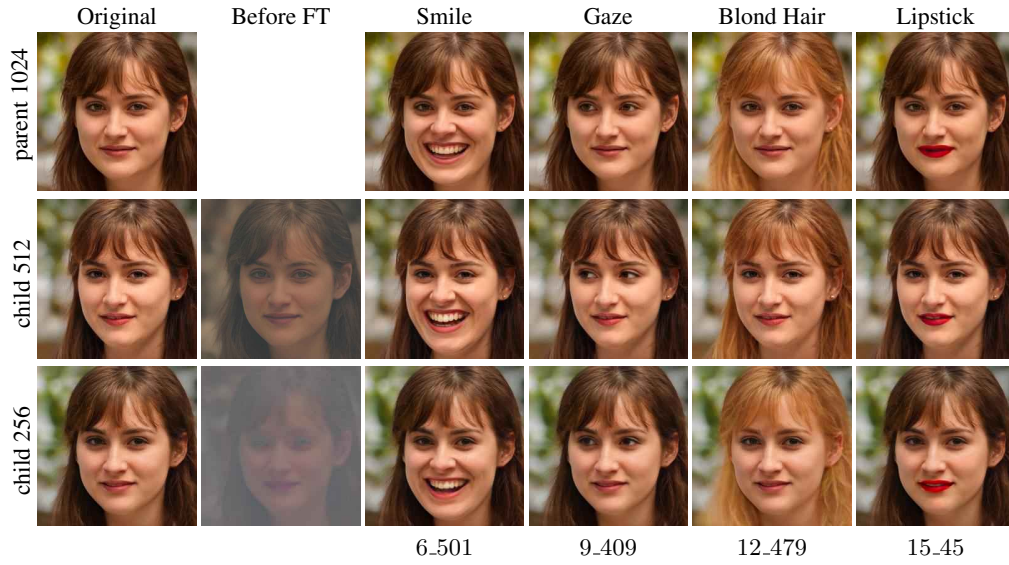 Original Before FT Smile Gaze Blond Hair Lipstick
parent 1024
child 512
child 256
6_501 9_409 12_479 15_45